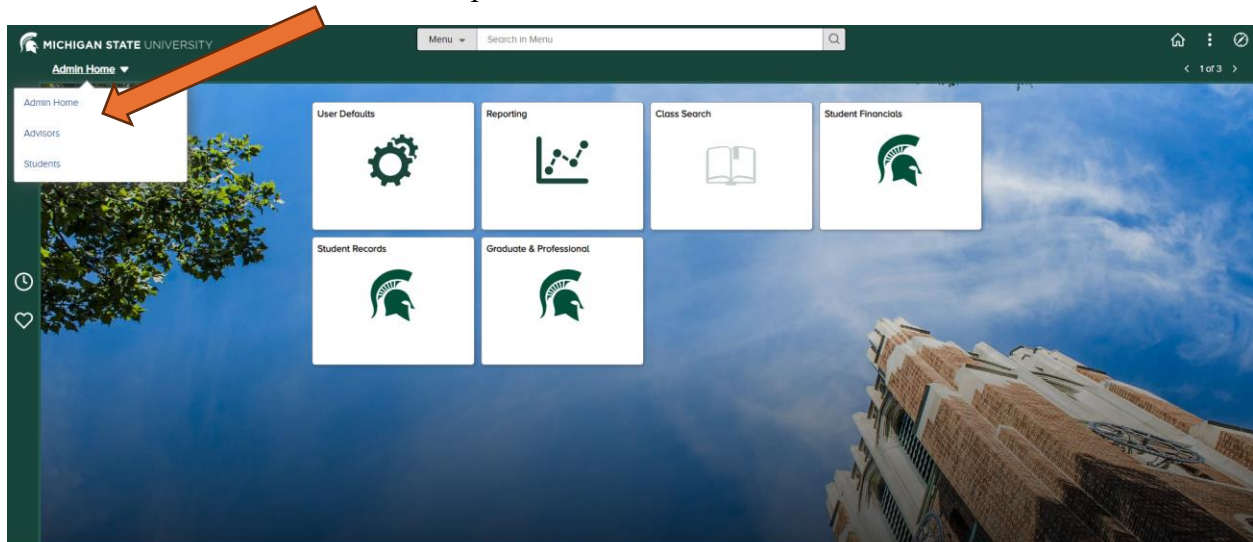 MICHIGAN STATE UNIVERSITY
Menu
Search in Menu
Admin Home
1 of 3
Admin Home
Advisors
Students
User Defaults
Reporting
Class Search
Student Financials
Student Records
Graduate & Professional